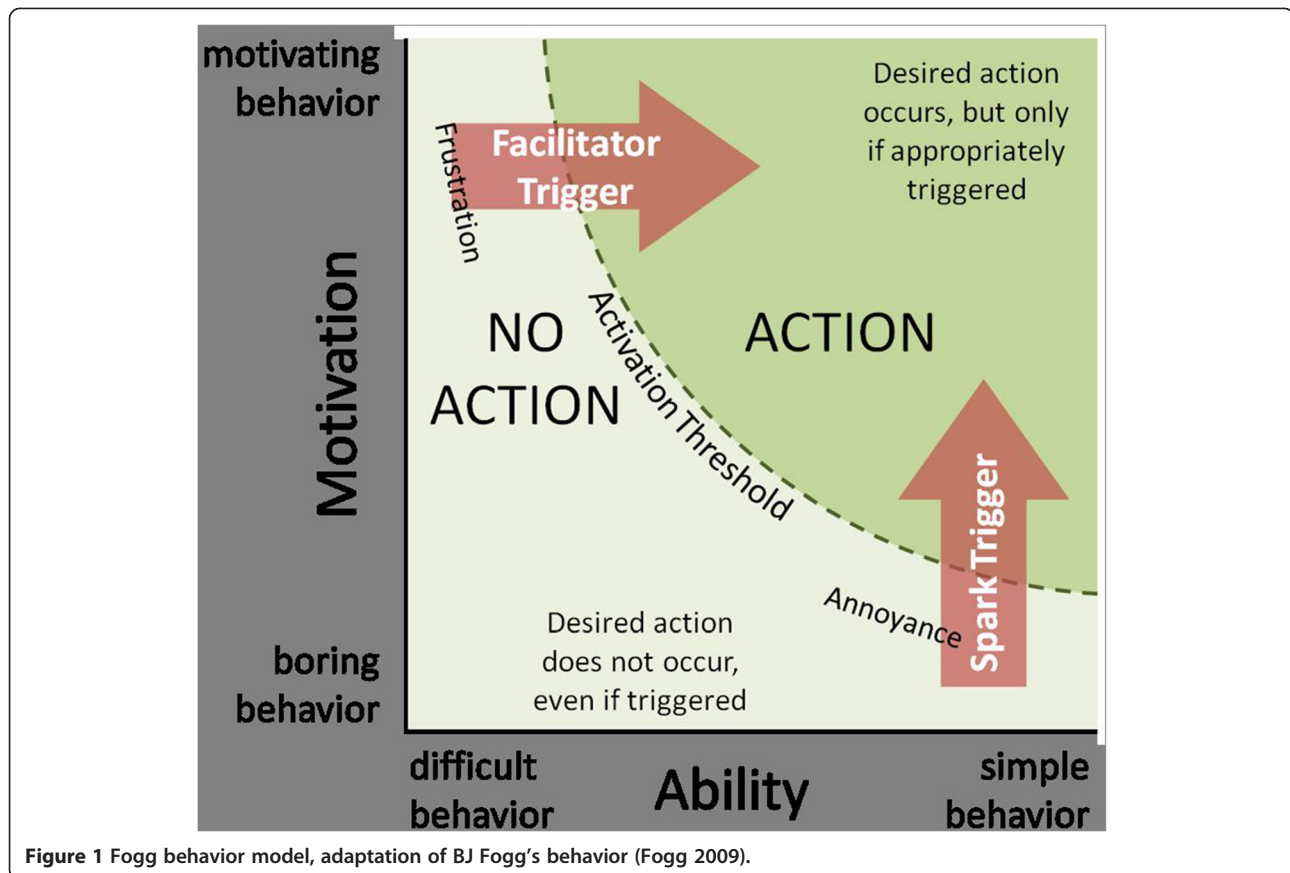 motivating
behavior
Motivation
boring
behavior
Frustration
Facilitator
Trigger
Desired action
occurs, but only
if appropriately
triggered
NO
ACTION
Activation Threshold
ACTION
Spark Trigger
Annoyance
Desired action
does not occur,
even if triggered
difficult
behavior
Ability
simple
behavior
Figure 1 Fogg behavior model, adaptation of BJ Fogg's behavior (Fogg 2009).